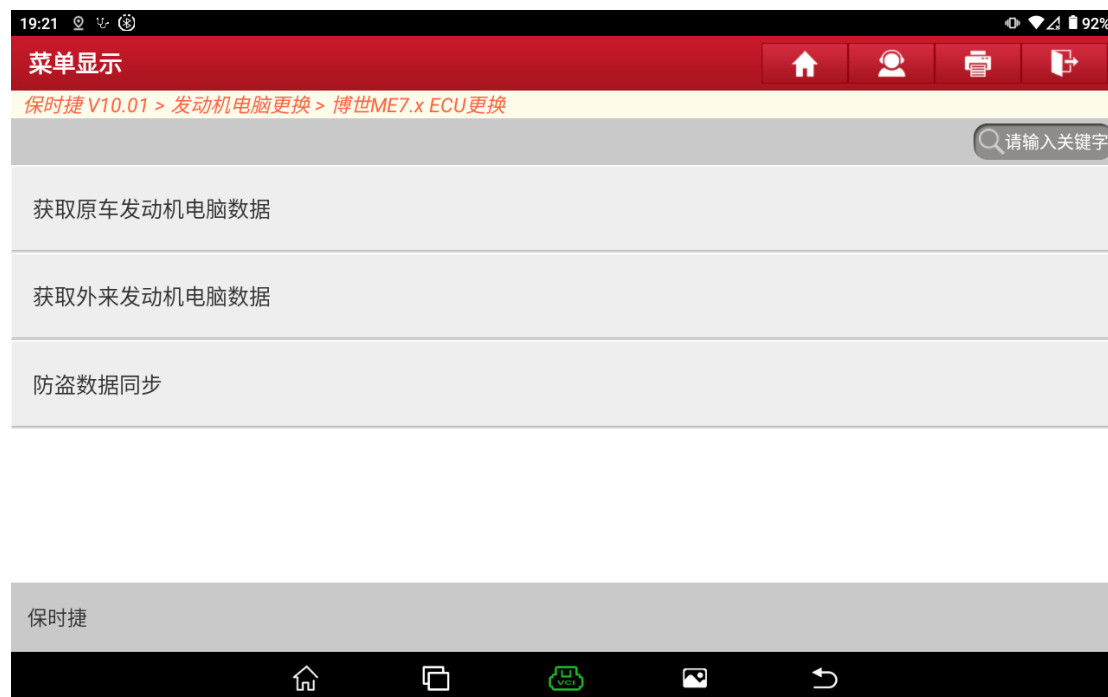 19:21 92%
菜单显示
保时捷 V10.01 > 发动机电脑更换 > 博世ME7.x ECU更换
请输入关键字
获取原车发动机电脑数据
获取外来发动机电脑数据
防盗数据同步
保时捷
VCI